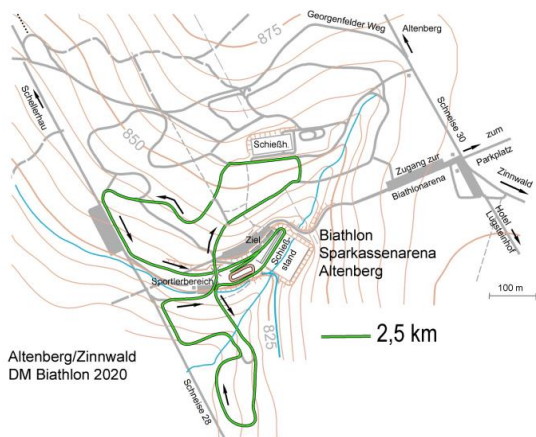 Georgenfelder Weg
Altenberg
875
Schellerhau
850
Schneise 30
Schießh.
zum
Parkplatz
Zugang zur
Biathlonarena
Zinnwald
Hotel
Lugsteinhof
Ziel
Schieß-
stand
Biathlon
Sparkassenarena
Altenberg
Sportlerbereich
100 m
825
2,5 km
Altenberg/Zinnwald
DM Biathlon 2020
Schneise 28